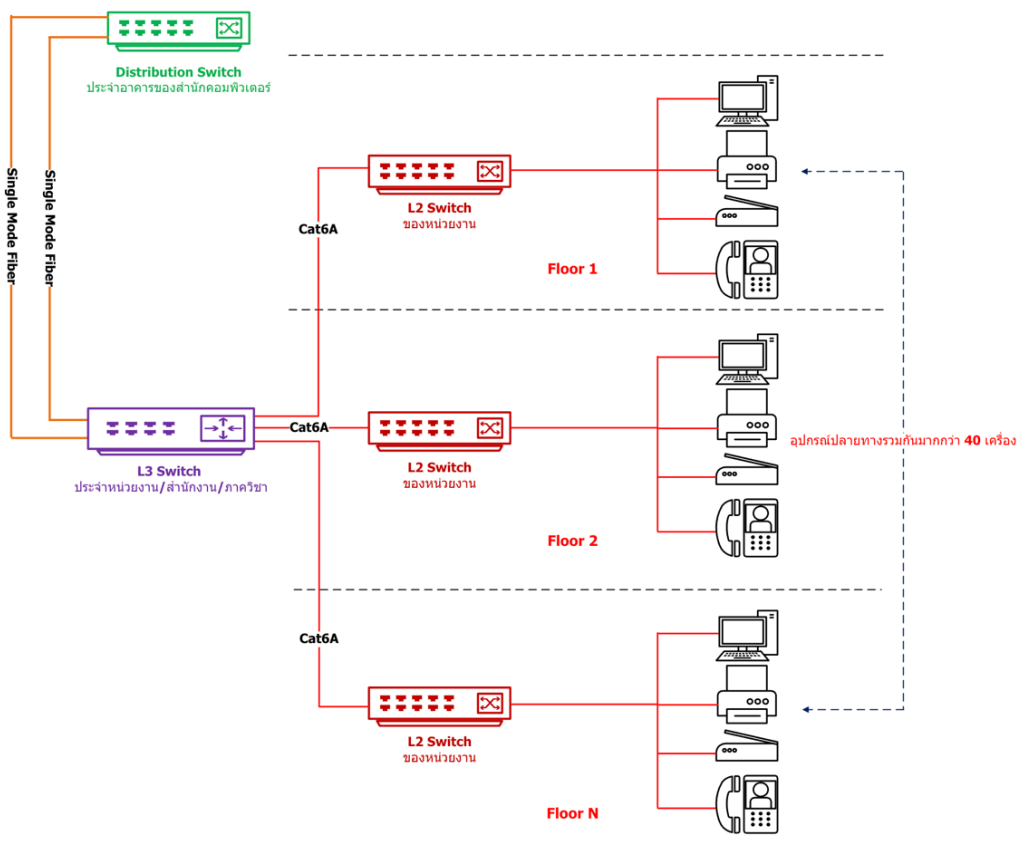 Distribution Switch
ประจำอาคารของสำนักคอมพิวเตอร์
Single Mode Fiber
Single Mode Fiber
Cat6A
L2 Switch
ของหน่วยงาน
Floor 1
L3 Switch
ประจำหน่วยงาน/สำนักงาน/ภาควิชา
Cat6A
L2 Switch
ของหน่วยงาน
Floor 2
อุปกรณ์ปลายทางรวมกันมากกว่า 40 เครื่อง
Cat6A
L2 Switch
ของหน่วยงาน
Floor N